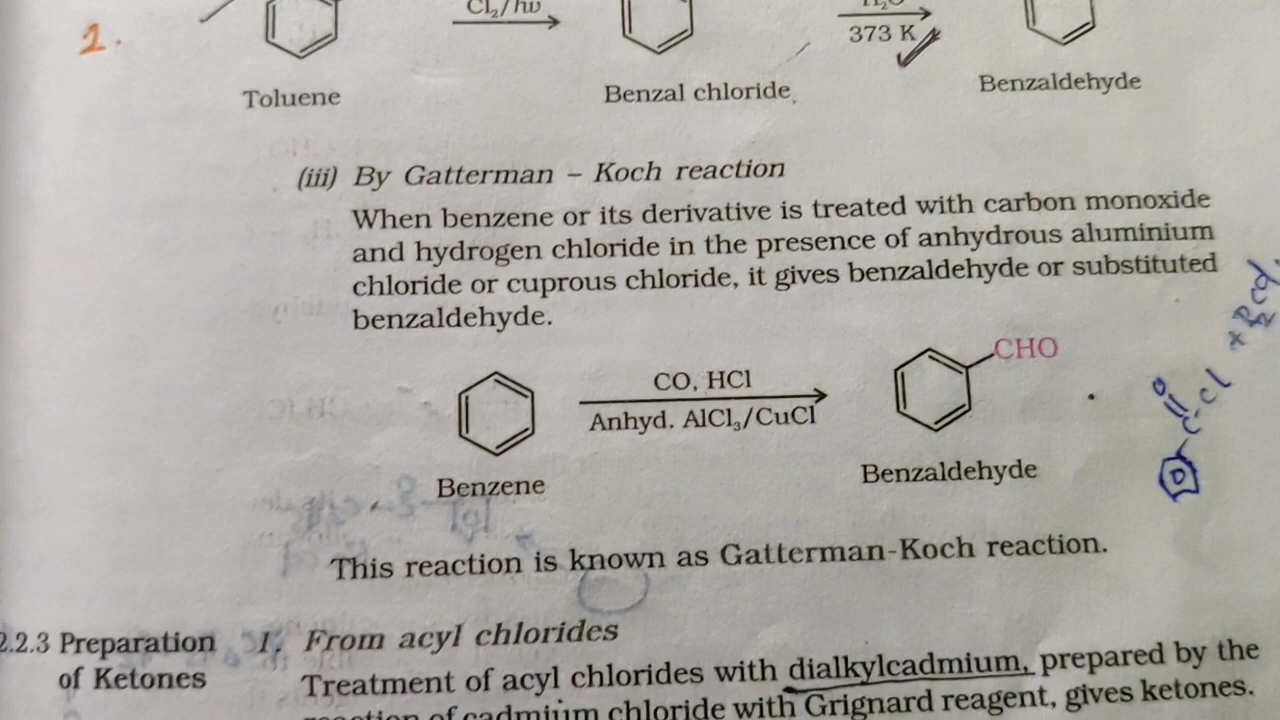 1.
Cl₂/hυ
373 K
Toluene
Benzal chloride
Benzaldehyde
(iii) By Gatterman – Koch reaction
When benzene or its derivative is treated with carbon monoxide
and hydrogen chloride in the presence of anhydrous aluminium
chloride or cuprous chloride, it gives benzaldehyde or substituted
benzaldehyde.
CO, HCl
Anhyd. AlCl₃/CuCl
CHO
Benzene
Benzaldehyde
O
C-Cl
This reaction is known as Gatterman-Koch reaction.
2.2.3 Preparation
of Ketones
1. From acyl chlorides
Treatment of acyl chlorides with dialkylcadmium, prepared by the
of cadmium chloride with Grignard reagent, gives ketones.